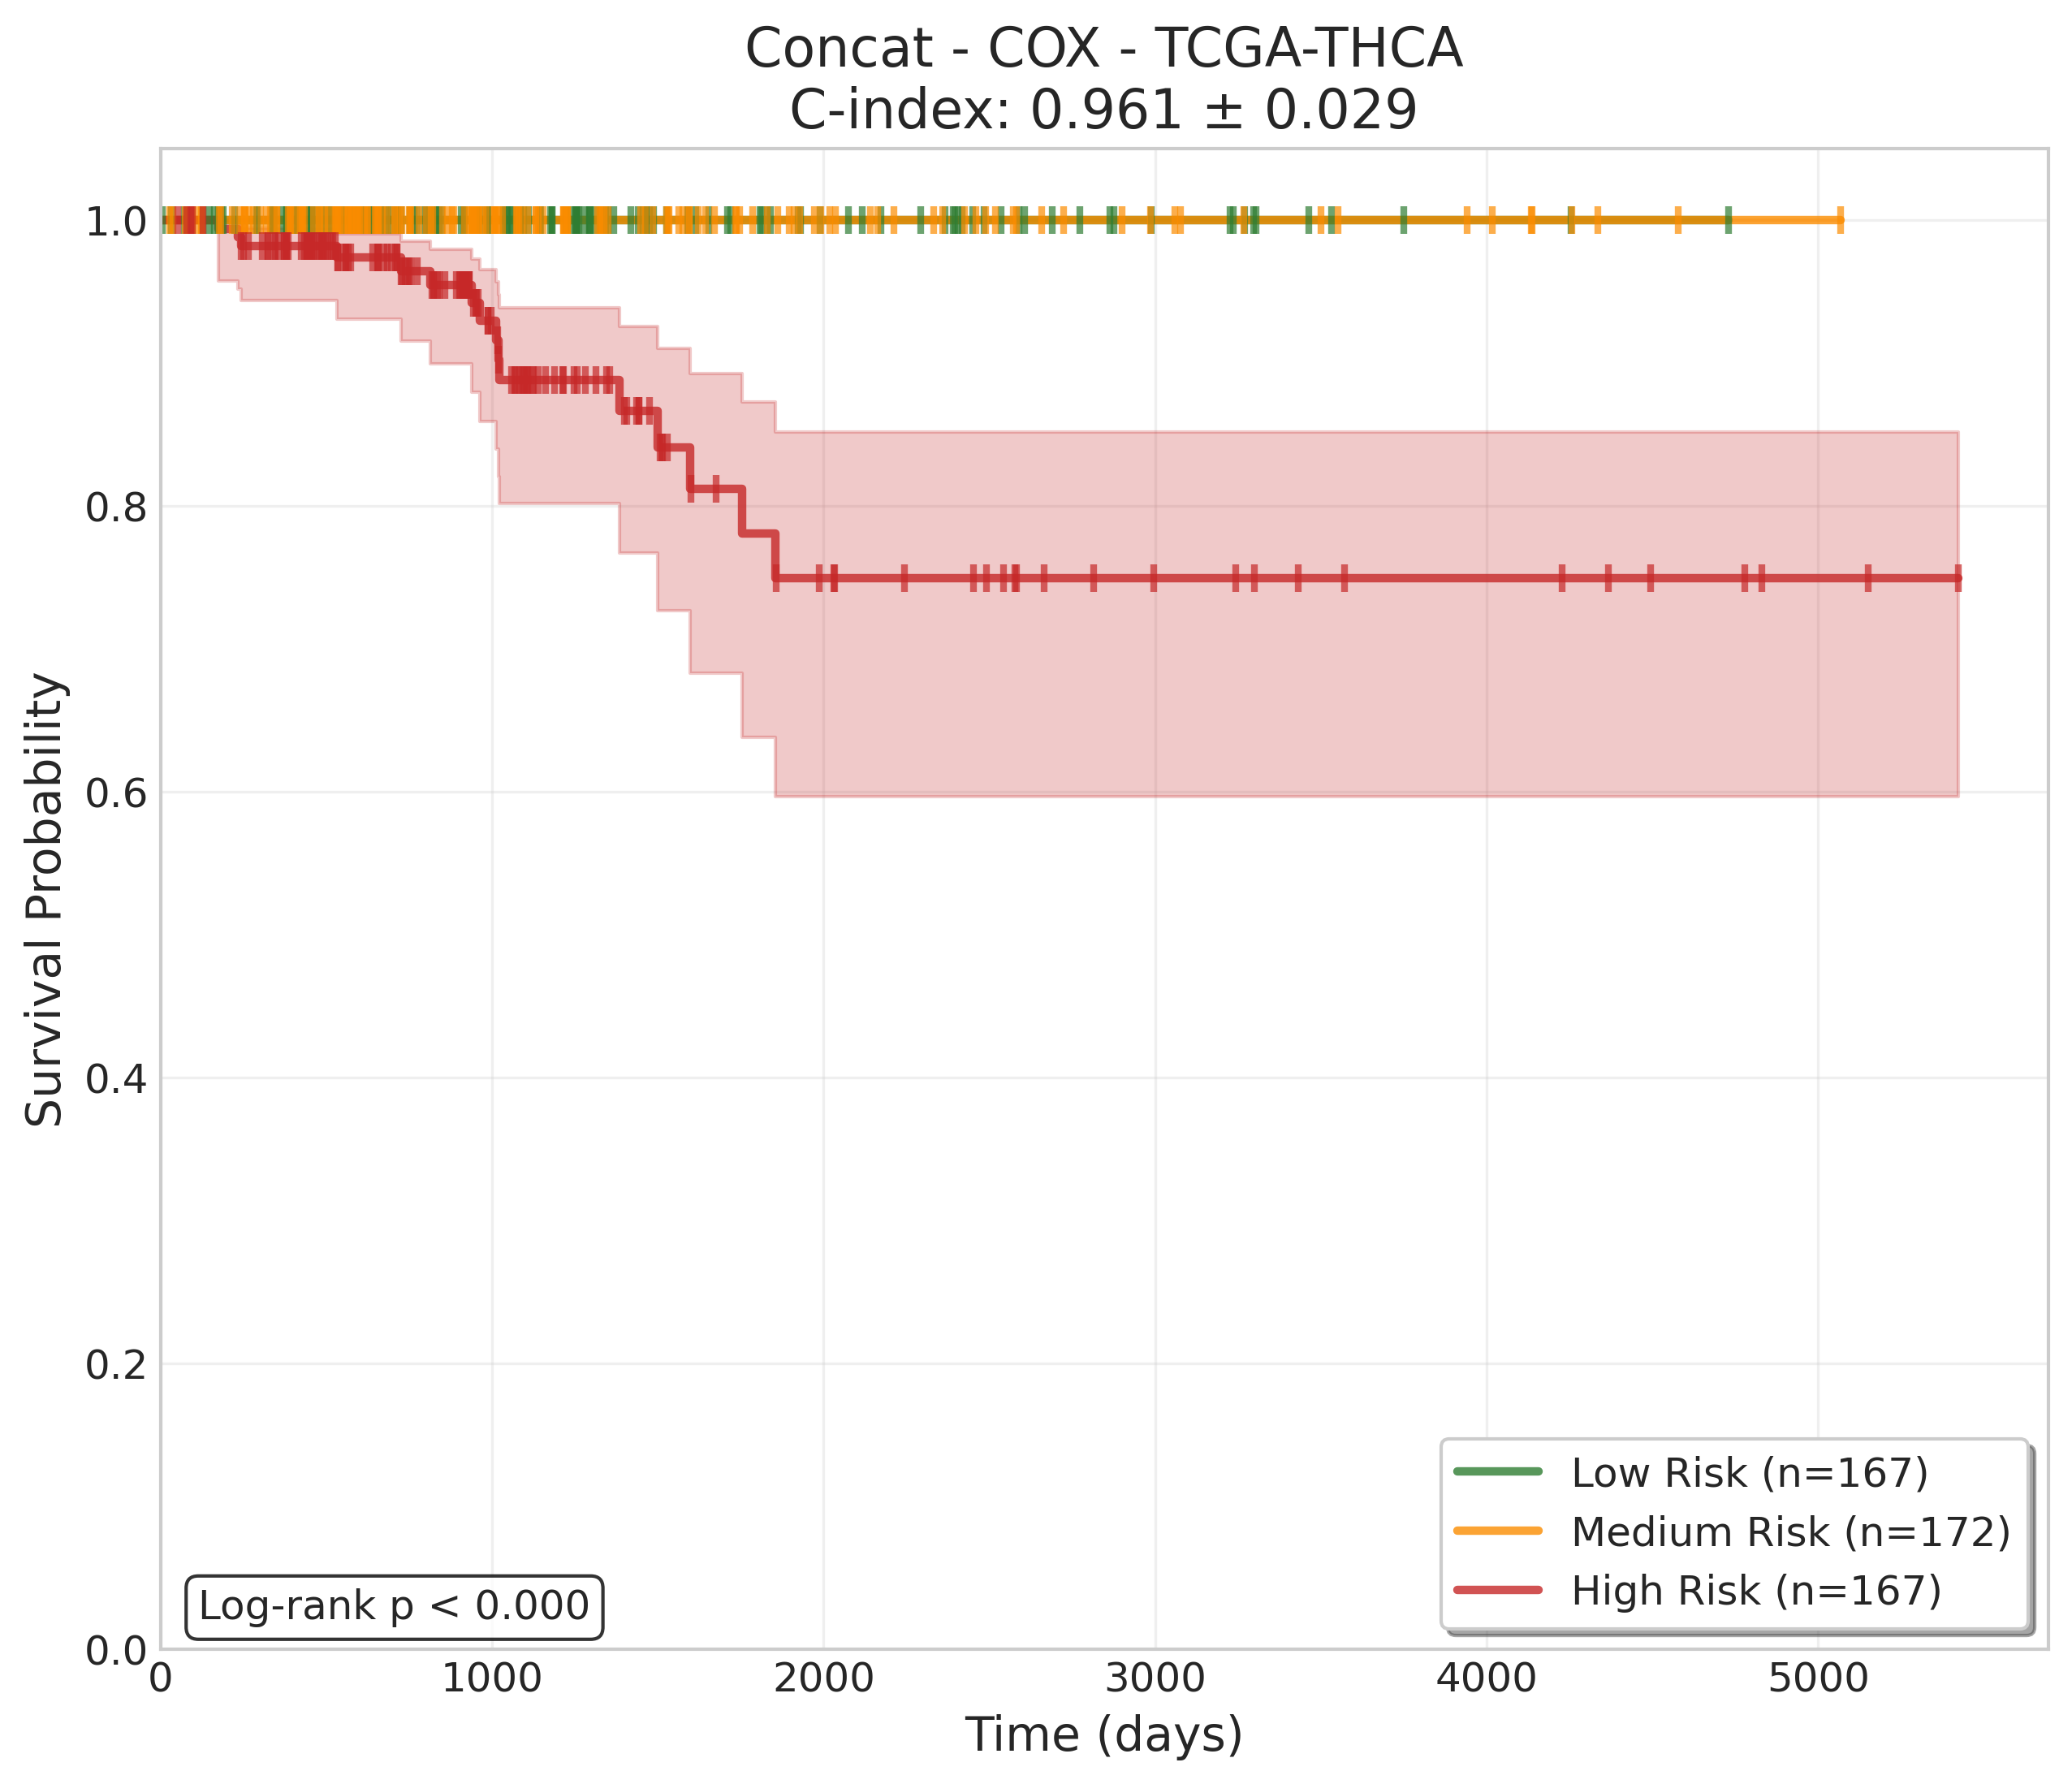 Concat - COX - TCGA-THCA
C-index: 0.961 ± 0.029
Survival Probability
1.0
0.8
0.6
0.4
0.2
0.0
0
1000
2000
3000
4000
5000
Time (days)
Log-rank p < 0.000
Low Risk (n=167)
Medium Risk (n=172)
High Risk (n=167)